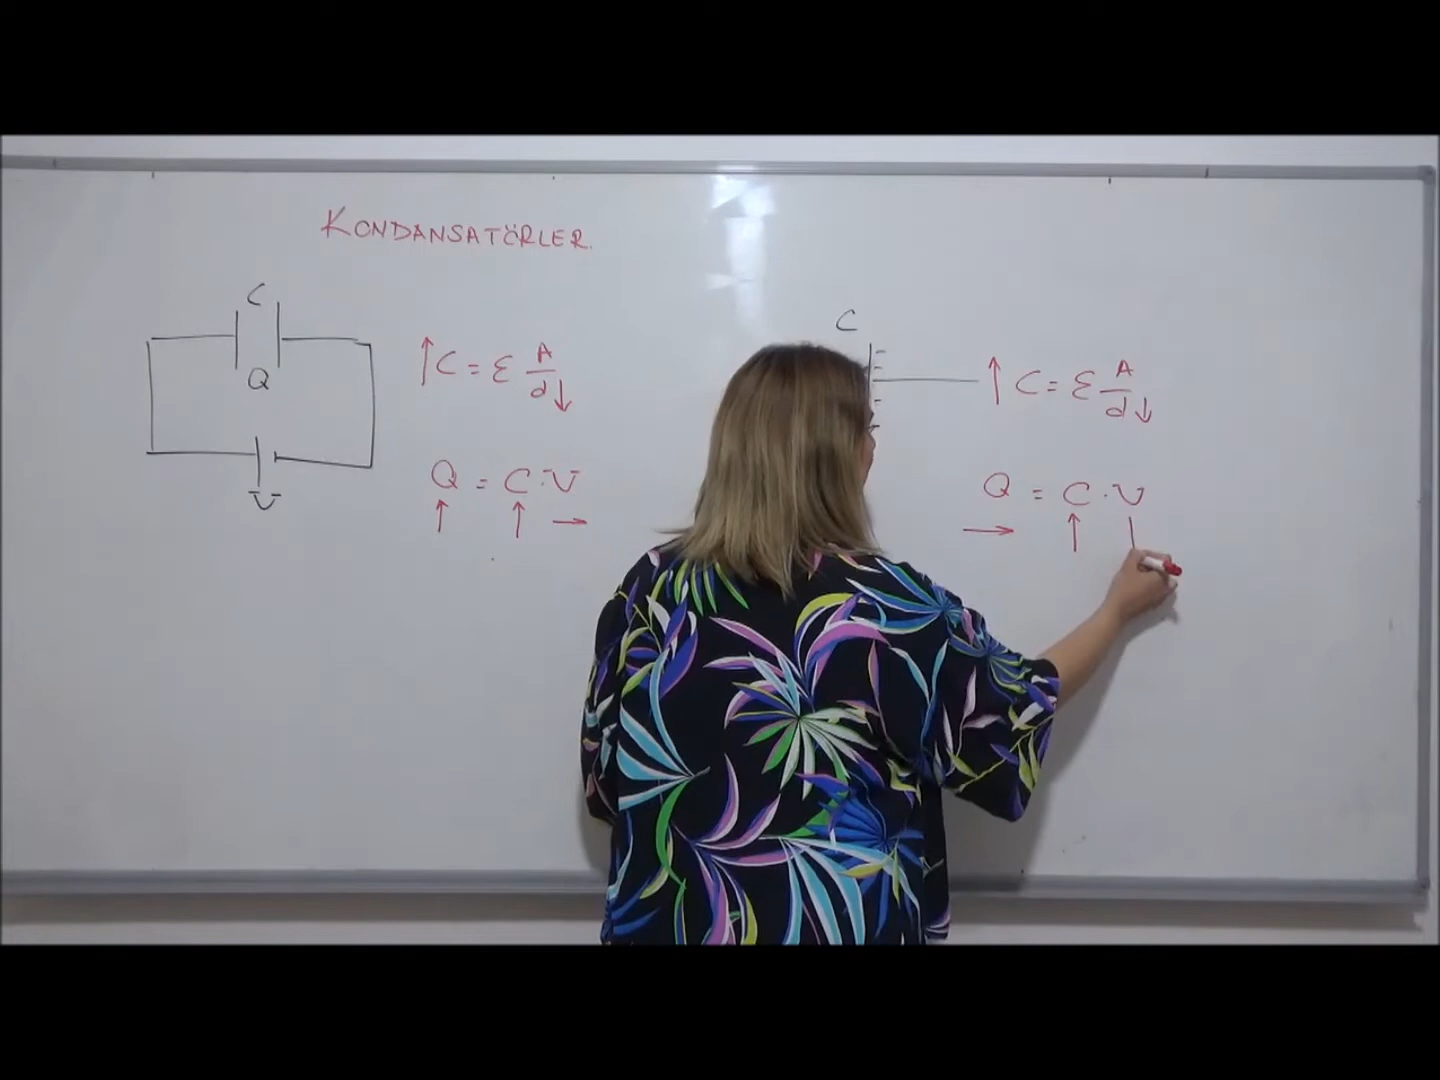 KONDANSATÖRLER.
C
Q
V
↑C = ε A/d↓
Q = C.V
↑ ↑ →
C
↑ C = ε A/d↓
Q = C.V
→ ↑